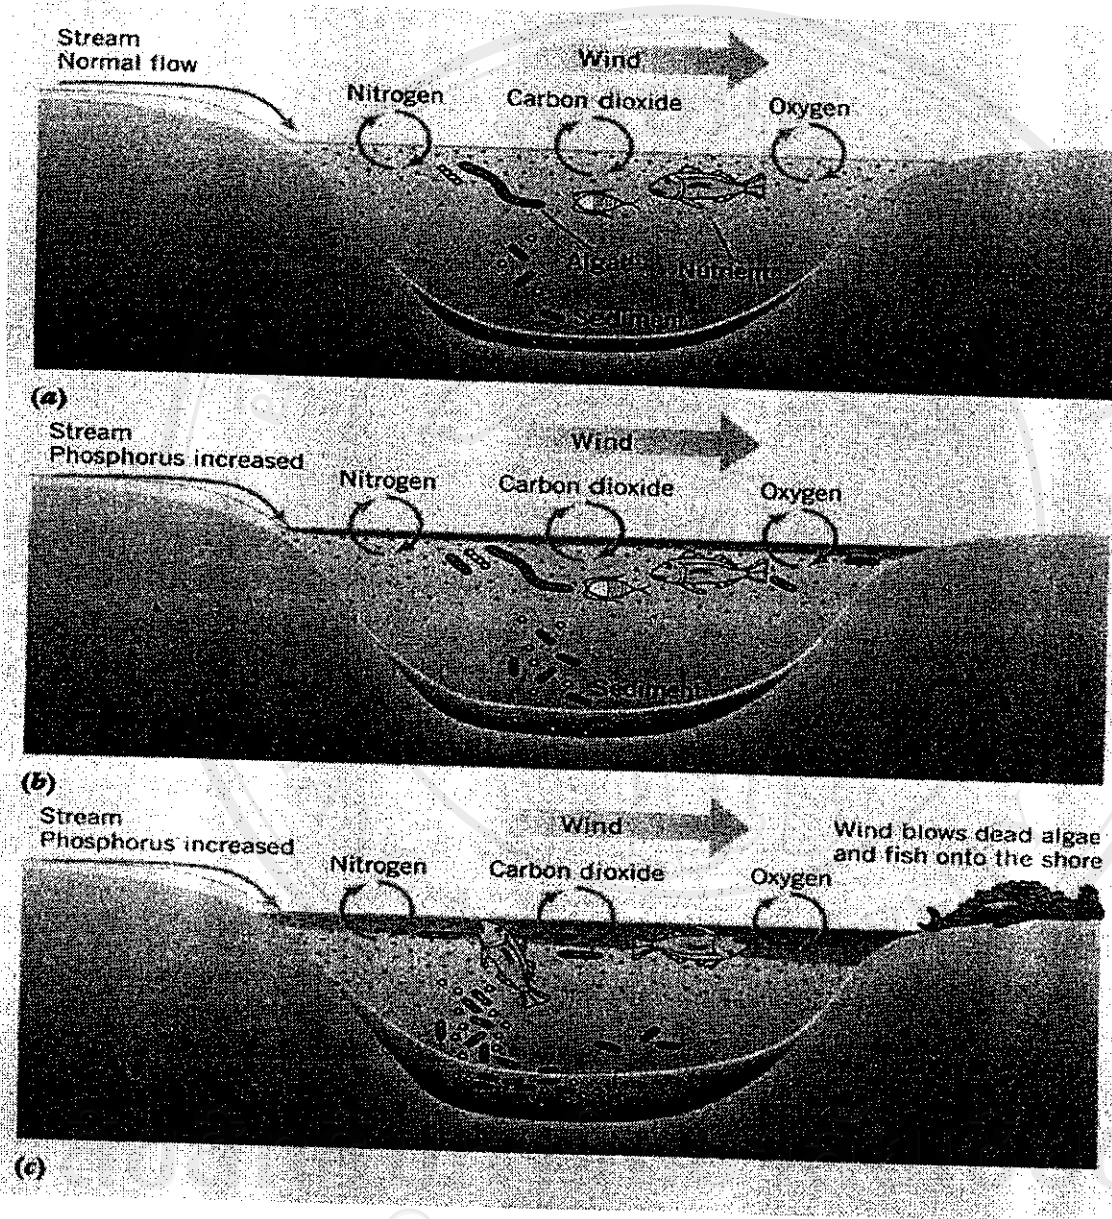 Stream
Normal flow
Wind
Nitrogen
Carbon dioxide
Oxygen
Algae
Nutrient
Sediment
(a)
Stream
Phosphorus increased
Wind
Nitrogen
Carbon dioxide
Oxygen
Sediment
(b)
Stream
Phosphorus increased
Wind
Wind blows dead algae
and fish onto the shore
Nitrogen
Carbon dioxide
Oxygen
(c)